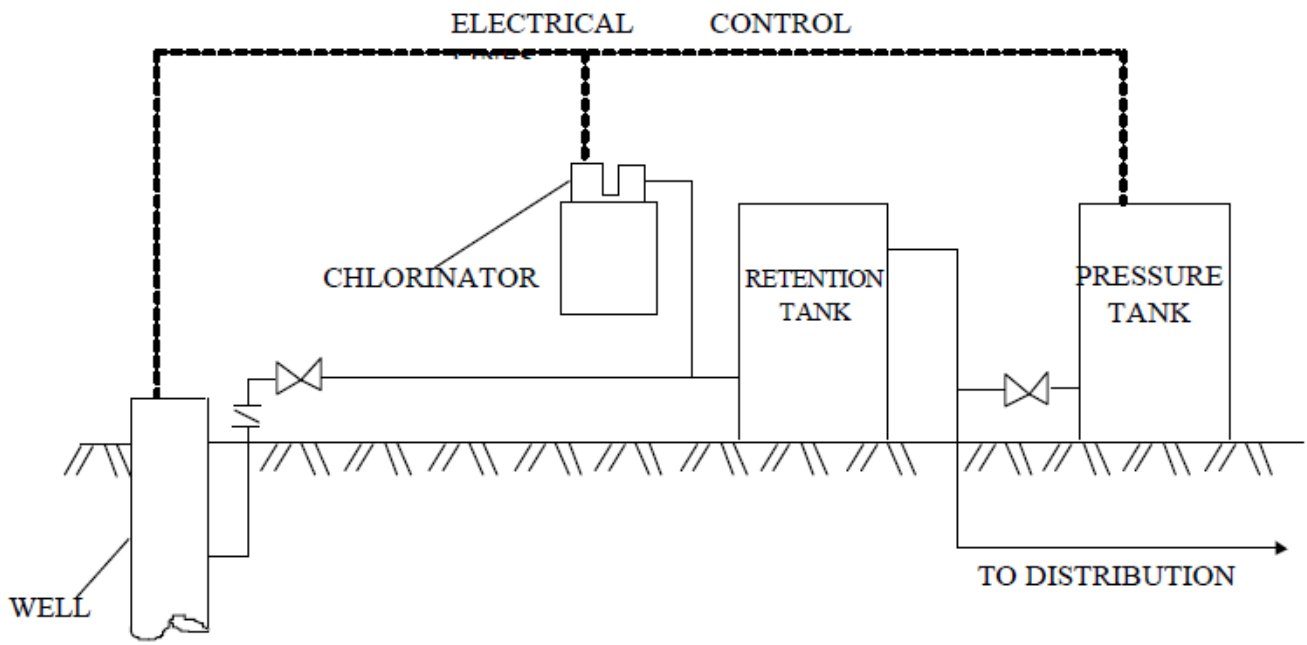 ELECTRICAL CONTROL
CHLORINATOR
RETENTION
TANK
PRESSURE
TANK
TO DISTRIBUTION
WELL